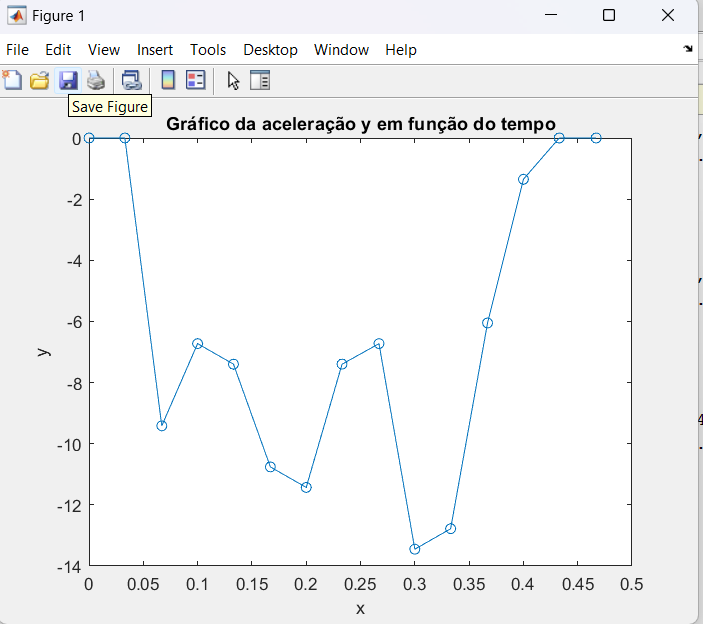 Figure 1
File Edit View Insert Tools Desktop Window Help
Save Figure
Gráfico da aceleração y em função do tempo
0
-2
-4
-6
-8
-10
-12
-14
y
0 0.05 0.1 0.15 0.2 0.25 0.3 0.35 0.4 0.45 0.5
x